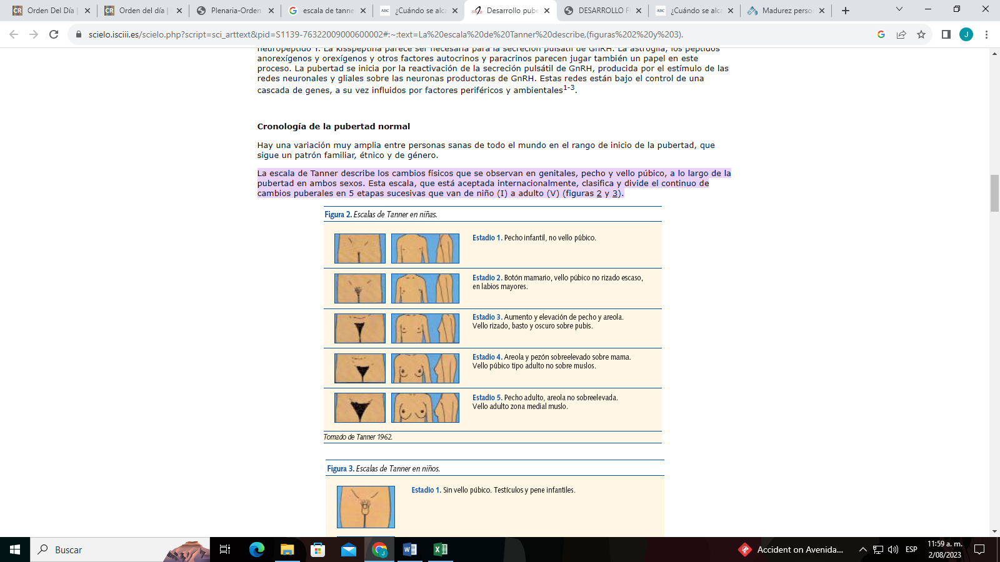 Orden Del Día |
Orden del día |
Plenaria-Orden
escala de tanne
¿Cuándo se alca
Desarrollo pube
DESARROLLO F
¿Cuándo se alca
Madurez perso
scielo.isciii.es/scielo.php?script=sci_arttext&pid=S1139-76322009000600002#:~:text=La%20escala%20de%20Tanner%20describe,(figuras%202%20y%203).
J
neuropéptido Y. La kisspeptina parece ser necesaria para la secreción pulsátil de GnRH. La astroglía, los péptidos
anorexígenos y orexígenos y otros factores autocrinos y paracrinos parecen jugar también un papel en este
proceso. La pubertad se inicia por la reactivación de la secreción pulsátil de GnRH, producida por el estímulo de las
redes neuronales y gliales sobre las neuronas productoras de GnRH. Estas redes están bajo el control de una
cascada de genes, a su vez influidos por factores periféricos y ambientales1-3.
Cronología de la pubertad normal
Hay una variación muy amplia entre personas sanas de todo el mundo en el rango de inicio de la pubertad, que
sigue un patrón familiar, étnico y de género.
La escala de Tanner describe los cambios físicos que se observan en genitales, pecho y vello púbico, a lo largo de la
pubertad en ambos sexos. Esta escala, que está aceptada internacionalmente, clasifica y divide el continuo de
cambios puberales en 5 etapas sucesivas que van de niño (I) a adulto (V) (figuras 2 y 3).
Figura 2. Escalas de Tanner en niñas.
Estadio 1. Pecho infantil, no vello púbico.
Estadio 2. Botón mamario, vello púbico no rizado escaso,
en labios mayores.
Estadio 3. Aumento y elevación de pecho y areola.
Vello rizado, basto y oscuro sobre pubis.
Estadio 4. Areola y pezón sobreelevado sobre mama.
Vello púbico tipo adulto no sobre muslos.
Estadio 5. Pecho adulto, areola no sobreelevada.
Vello adulto zona medial muslo.
Tomado de Tanner 1962.
Figura 3. Escalas de Tanner en niños.
Estadio 1. Sin vello púbico. Testículos y pene infantiles.
Buscar
Accident on Avenida...
ESP
11:59 a. m.
2/08/2023